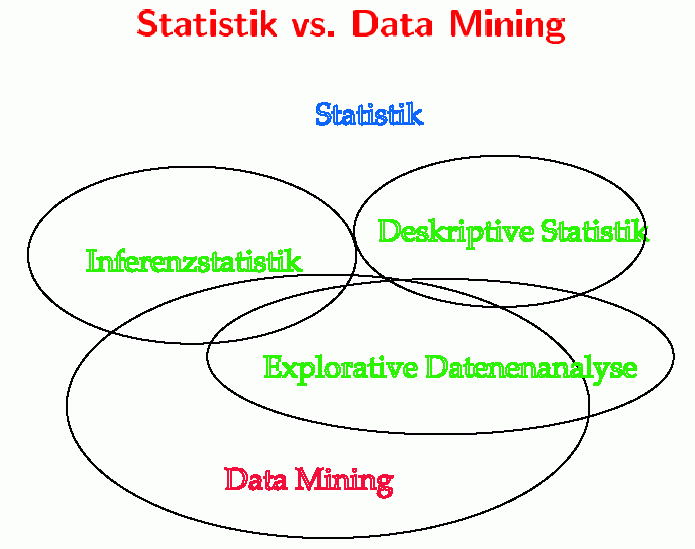 Statistik vs. Data Mining
Statistik
Deskriptive Statistik
Inferenzstatistik
Explorative Datenenanalyse
Data Mining